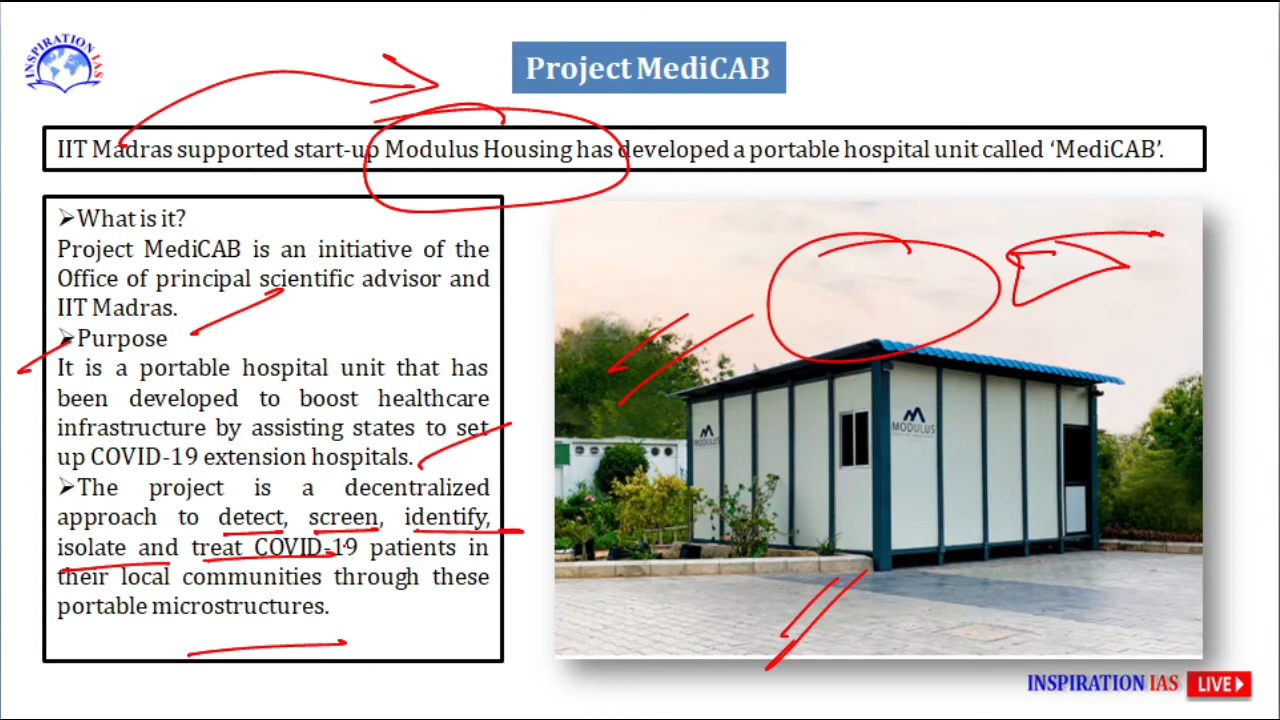 INSPIRATION IAS
Project MediCAB
IIT Madras supported start-up Modulus Housing has developed a portable hospital unit called ‘MediCAB’.
➢What is it?
Project MediCAB is an initiative of the
Office of principal scientific advisor and
IIT Madras.
➢Purpose
It is a portable hospital unit that has
been developed to boost healthcare
infrastructure by assisting states to set
up COVID-19 extension hospitals.
➢The project is a decentralized
approach to detect, screen, identify,
isolate and treat COVID-19 patients in
their local communities through these
portable microstructures.
MODULUS
MODULUS
INSPIRATION IAS LIVE